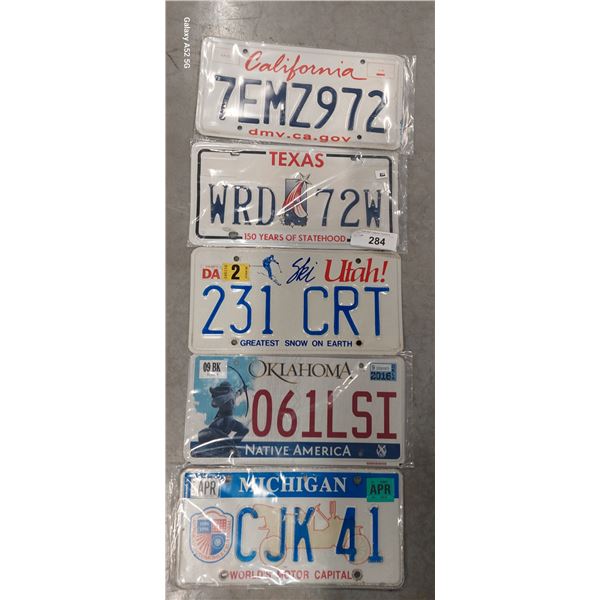 Galaxy A52 5G
California
7EMZ972
dmv.ca.gov
TEXAS
WRD 72W
150 YEARS OF STATEHOOD
284
DA 2 Ski Utah!
231 CRT
GREATEST SNOW ON EARTH
09 BK OKLAHOMA 2016
061LSI
NATIVE AMERICA
APR MICHIGAN APR
CJK 41
WORLD'S MOTOR CAPITAL